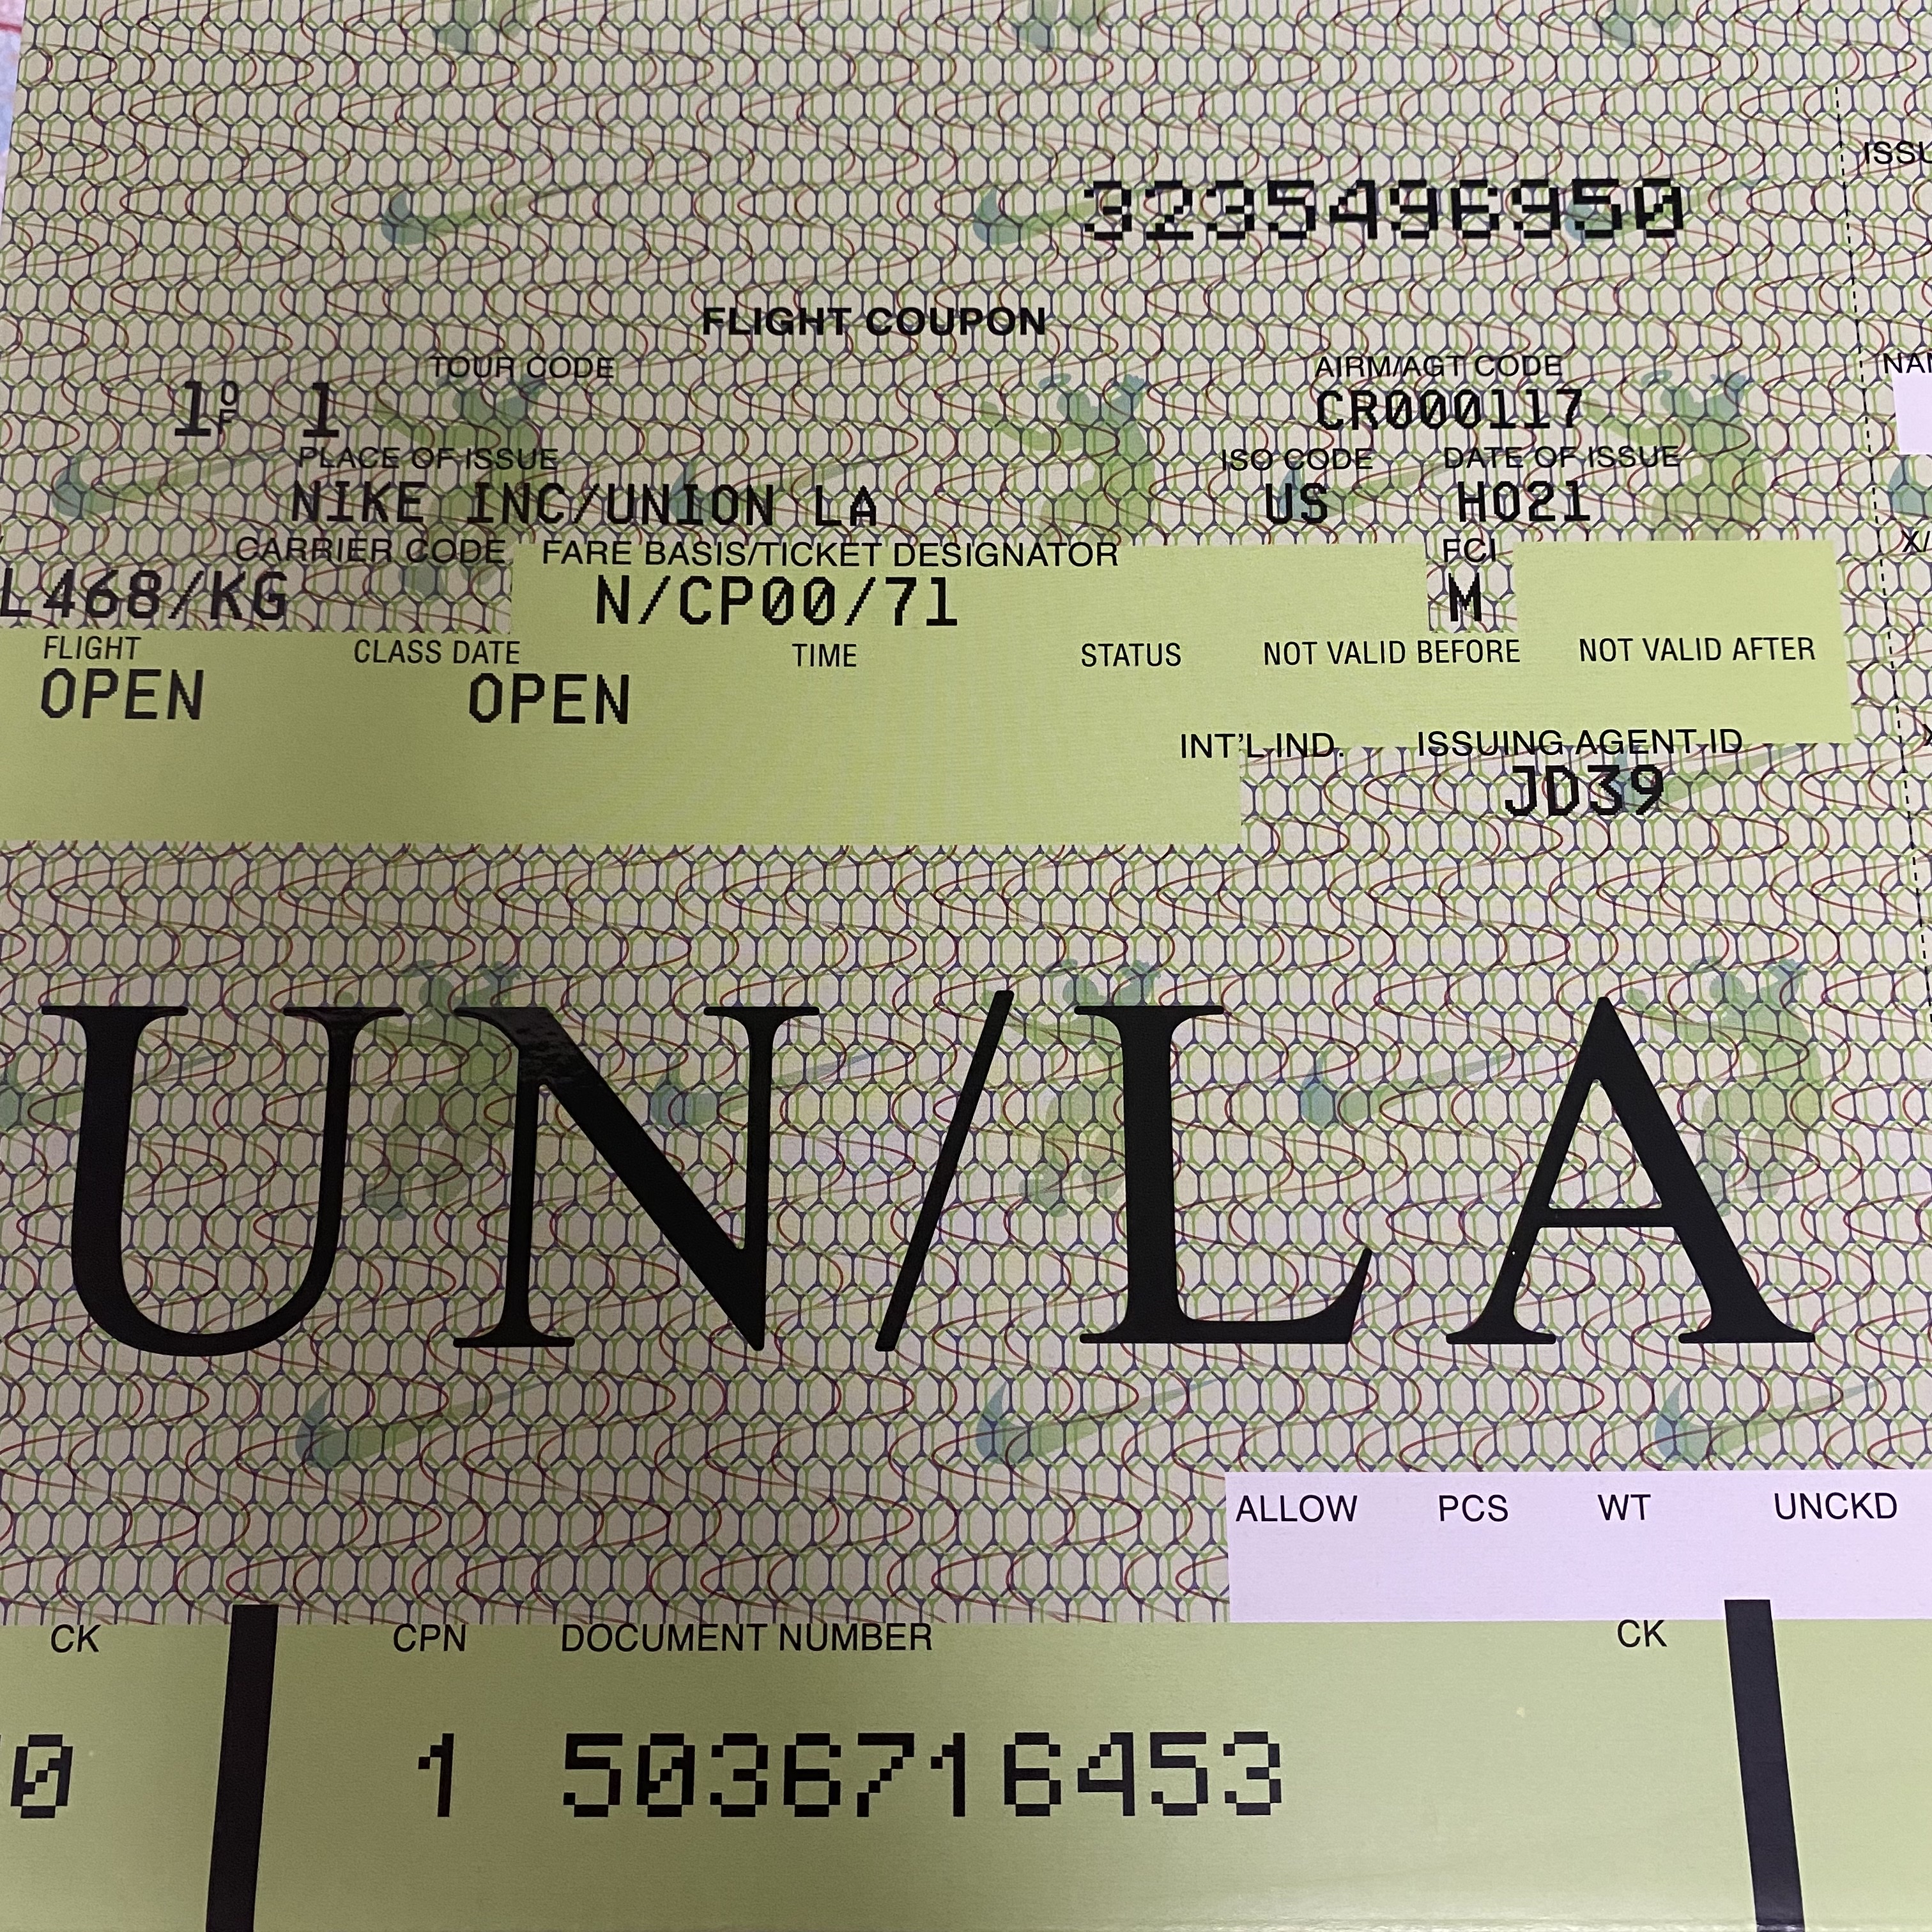 ISSU
3235496950
FLIGHT COUPON
TOUR CODE AIRM/AGT CODE NA
1 OF 1 CR000117
PLACE OF ISSUE ISO CODE DATE OF ISSUE
NIKE INC/UNION LA US HO21
CARRIER CODE FARE BASIS/TICKET DESIGNATOR FCI X/
L468/KG N/CP00/71 M
FLIGHT CLASS DATE TIME STATUS NOT VALID BEFORE NOT VALID AFTER
OPEN OPEN
INT'L IND. ISSUING AGENT ID
JD39
UN/LA
ALLOW PCS WT UNCKD
CK CPN DOCUMENT NUMBER CK
0 1 5036716453